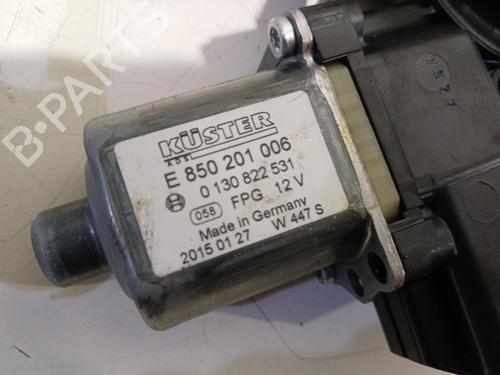 KÜSTER
E 850 201 006
0 130 822 531
058 FPG 12 V
Made in Germany
2015 01 27 W 447 S
B-PARTS